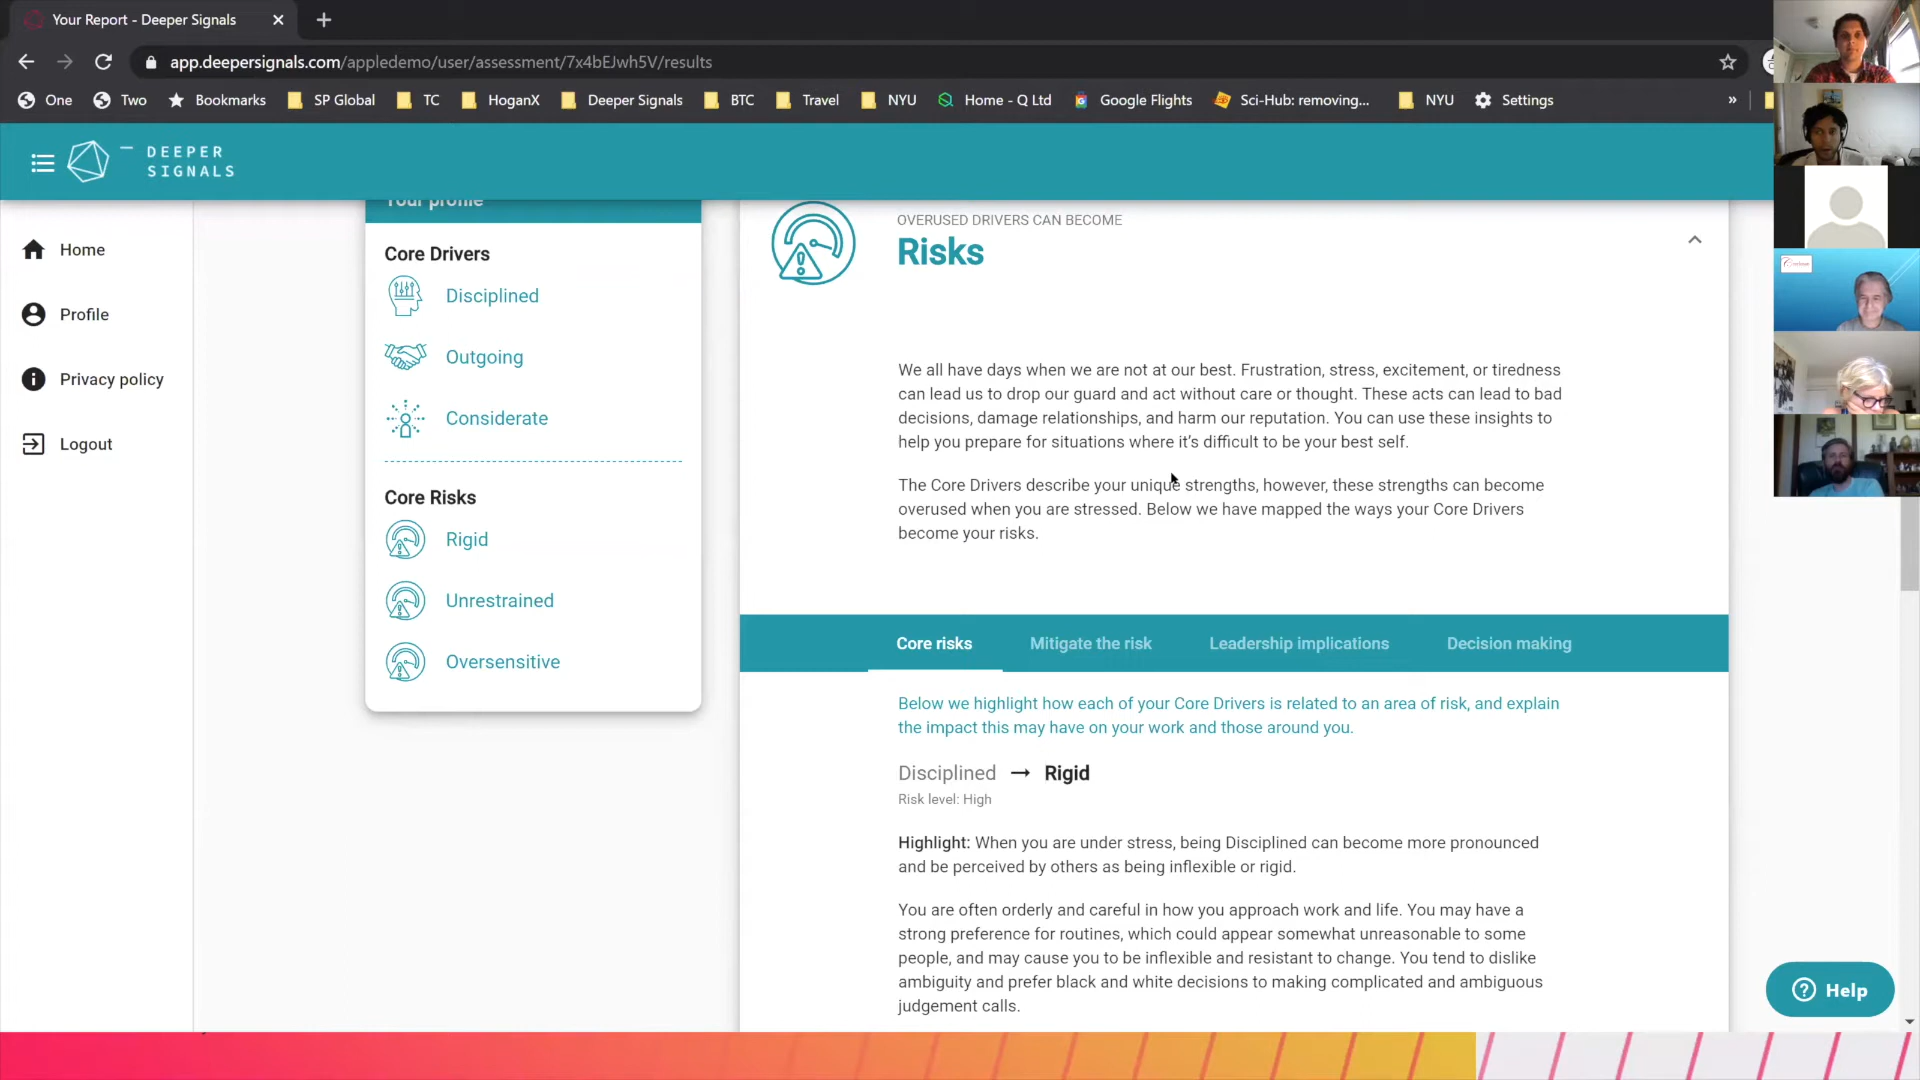 Your Report - Deeper Signals
app.deepersignals.com/appledemo/user/assessment/7x4bEJwh5V/results
One Two Bookmarks SP Global TC HoganX Deeper Signals BTC Travel NYU Home - Q Ltd Google Flights Sci-Hub: removing... NYU Settings »
DEEPER
SIGNALS
Home
Profile
Privacy policy
Logout
Your profile
Core Drivers
Disciplined
Outgoing
Considerate
Core Risks
Rigid
Unrestrained
Oversensitive
OVERUSED DRIVERS CAN BECOME
Risks
We all have days when we are not at our best. Frustration, stress, excitement, or tiredness
can lead us to drop our guard and act without care or thought. These acts can lead to bad
decisions, damage relationships, and harm our reputation. You can use these insights to
help you prepare for situations where it's difficult to be your best self.
The Core Drivers describe your unique strengths, however, these strengths can become
overused when you are stressed. Below we have mapped the ways your Core Drivers
become your risks.
Core risks Mitigate the risk Leadership implications Decision making
Below we highlight how each of your Core Drivers is related to an area of risk, and explain
the impact this may have on your work and those around you.
Disciplined → Rigid
Risk level: High
Highlight: When you are under stress, being Disciplined can become more pronounced
and be perceived by others as being inflexible or rigid.
You are often orderly and careful in how you approach work and life. You may have a
strong preference for routines, which could appear somewhat unreasonable to some
people, and may cause you to be inflexible and resistant to change. You tend to dislike
ambiguity and prefer black and white decisions to making complicated and ambiguous
judgement calls.
Help